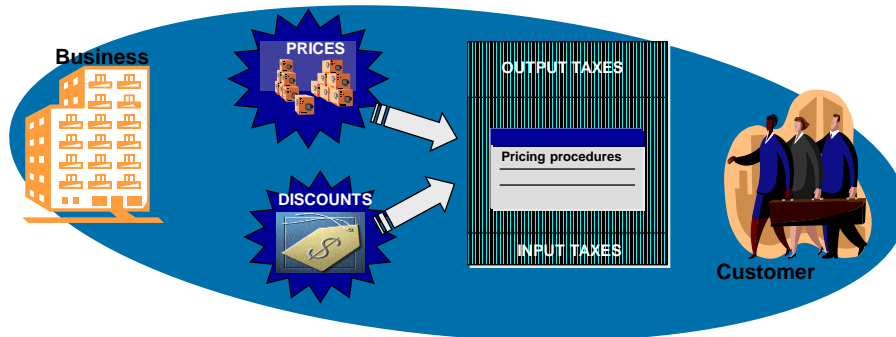 Business
PRICES
DISCOUNTS
$
OUTPUT TAXES
Pricing procedures
INPUT TAXES
Customer